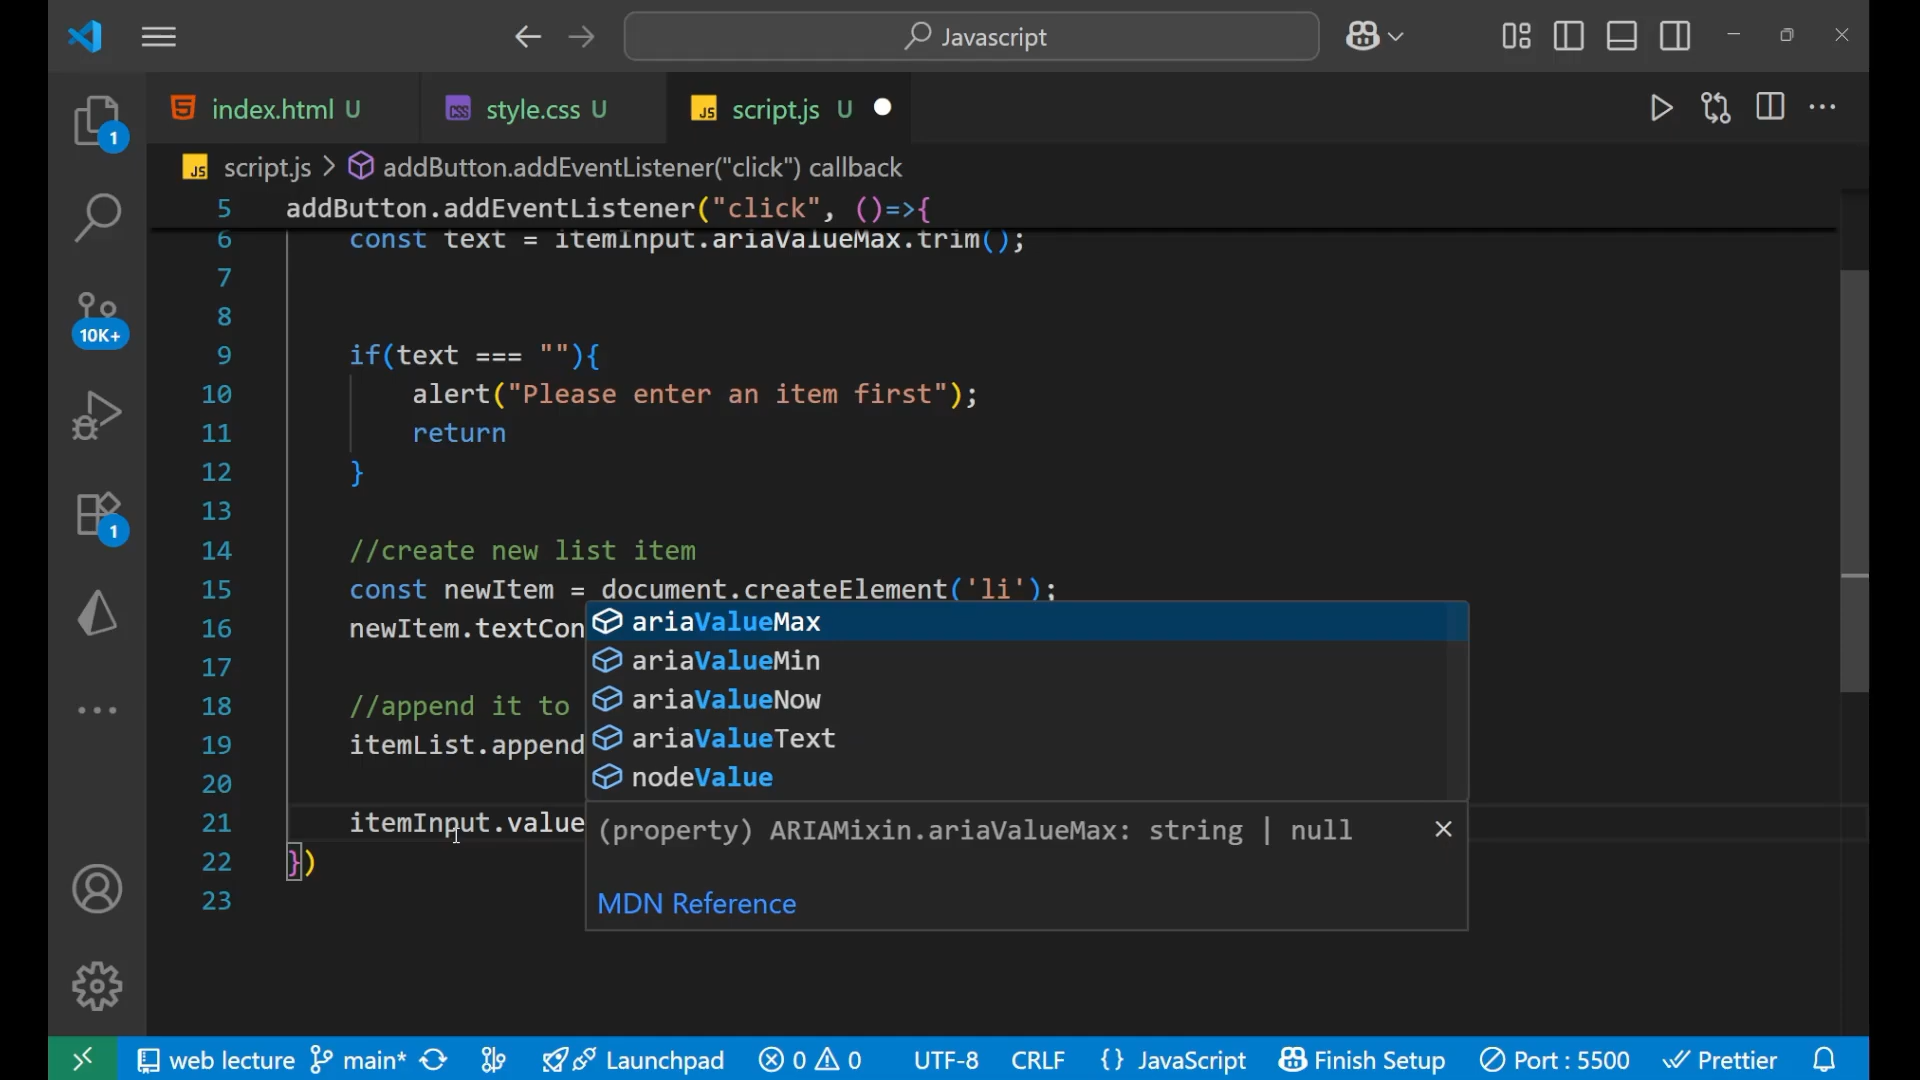 Javascript
index.html U
style.css U
script.js U
script.js > addButton.addEventListener("click") callback
5 addButton.addEventListener("click", ()=>{
6 const text = itemInput.ariaValueMax.trim();
7
8
9 if(text === ""){
10 alert("Please enter an item first");
11 return
12 }
13
14 //create new list item
15 const newItem = document.createElement('li');
16 newItem.textCon
17
18 //append it to
19 itemList.append
20
21 itemInput.value
22 })
23
ariaValueMax
ariaValueMin
ariaValueNow
ariaValueText
nodeValue
(property) ARIAMixin.ariaValueMax: string | null
MDN Reference
1
10K+
1
web lecture main* Launchpad 0 0 UTF-8 CRLF {} JavaScript Finish Setup Port : 5500 Prettier